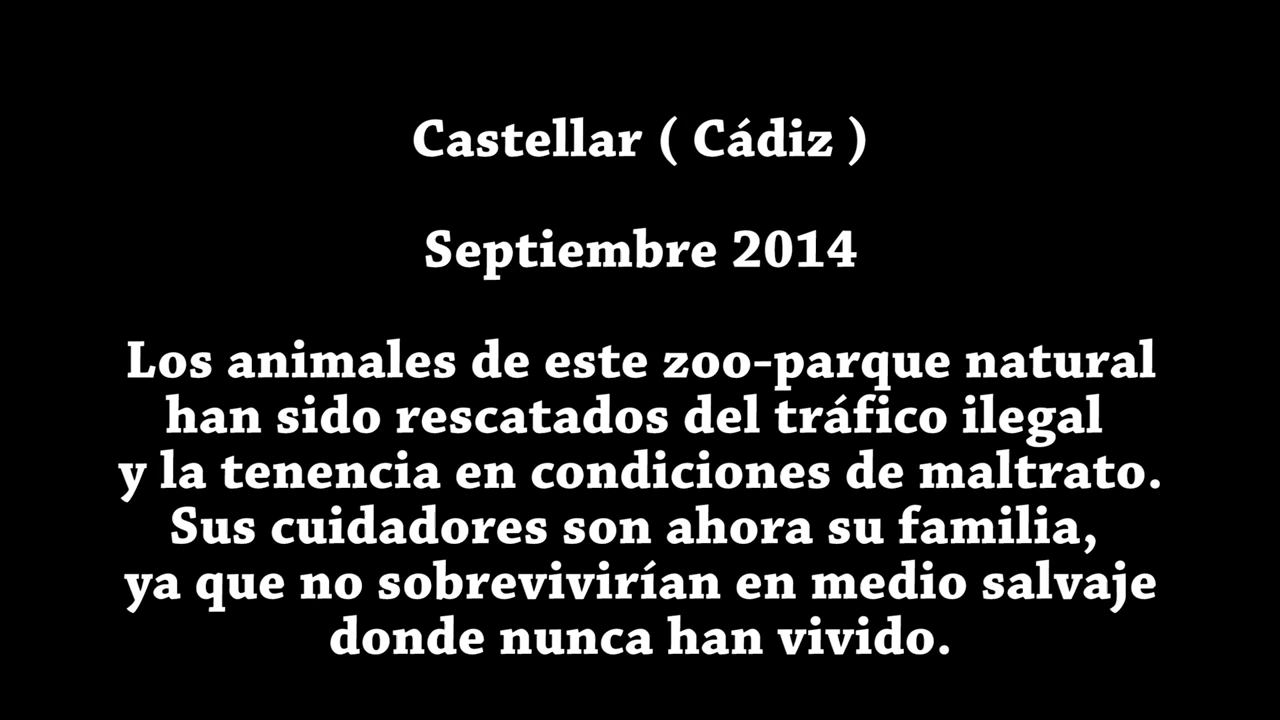 Castellar ( Cádiz )
Septiembre 2014
Los animales de este zoo-parque natural
han sido rescatados del tráfico ilegal
y la tenencia en condiciones de maltrato.
Sus cuidadores son ahora su familia,
ya que no sobrevivirían en medio salvaje
donde nunca han vivido.